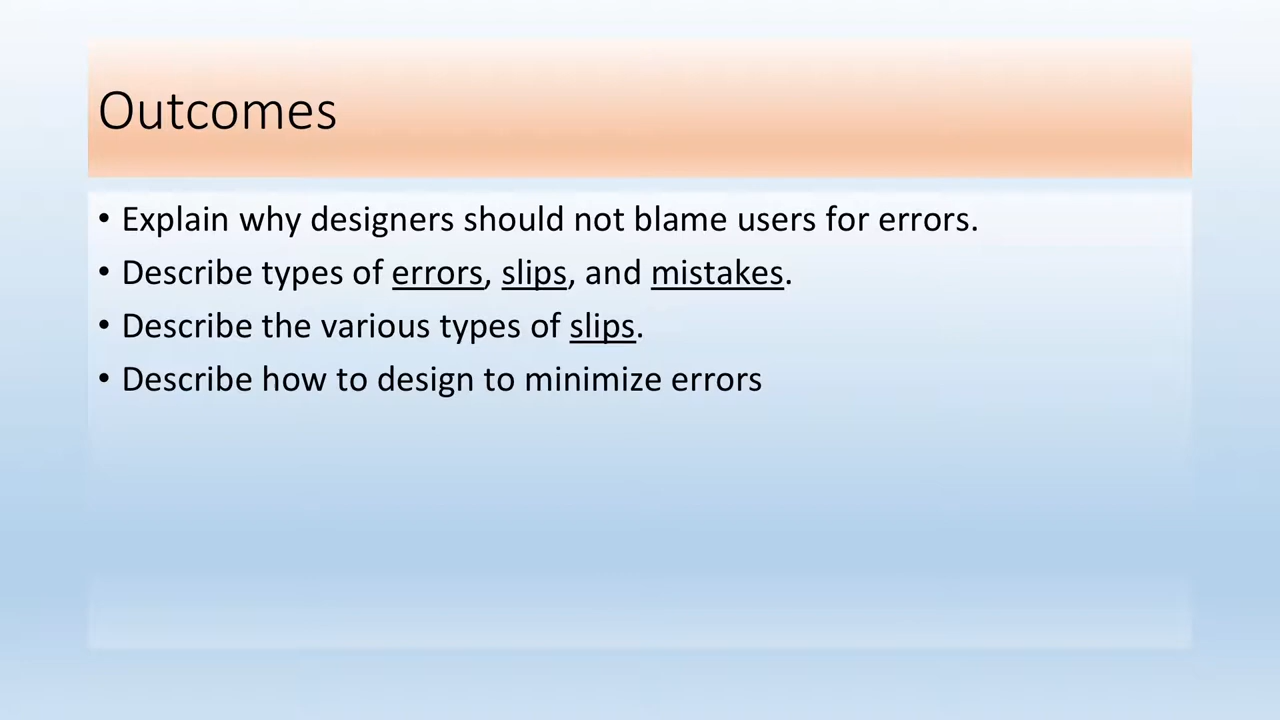 Outcomes
• Explain why designers should not blame users for errors.
• Describe types of errors, slips, and mistakes.
• Describe the various types of slips.
• Describe how to design to minimize errors